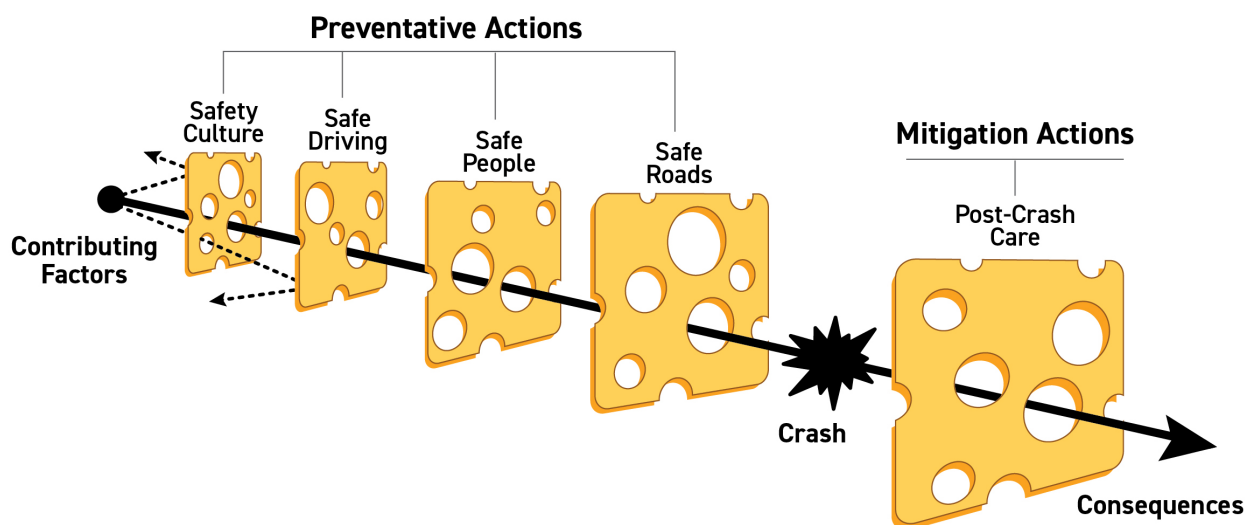 Preventative Actions
Safety
Culture
Safe
Driving
Safe
People
Safe
Roads
Mitigation Actions
Post-Crash
Care
Contributing
Factors
Crash
Consequences